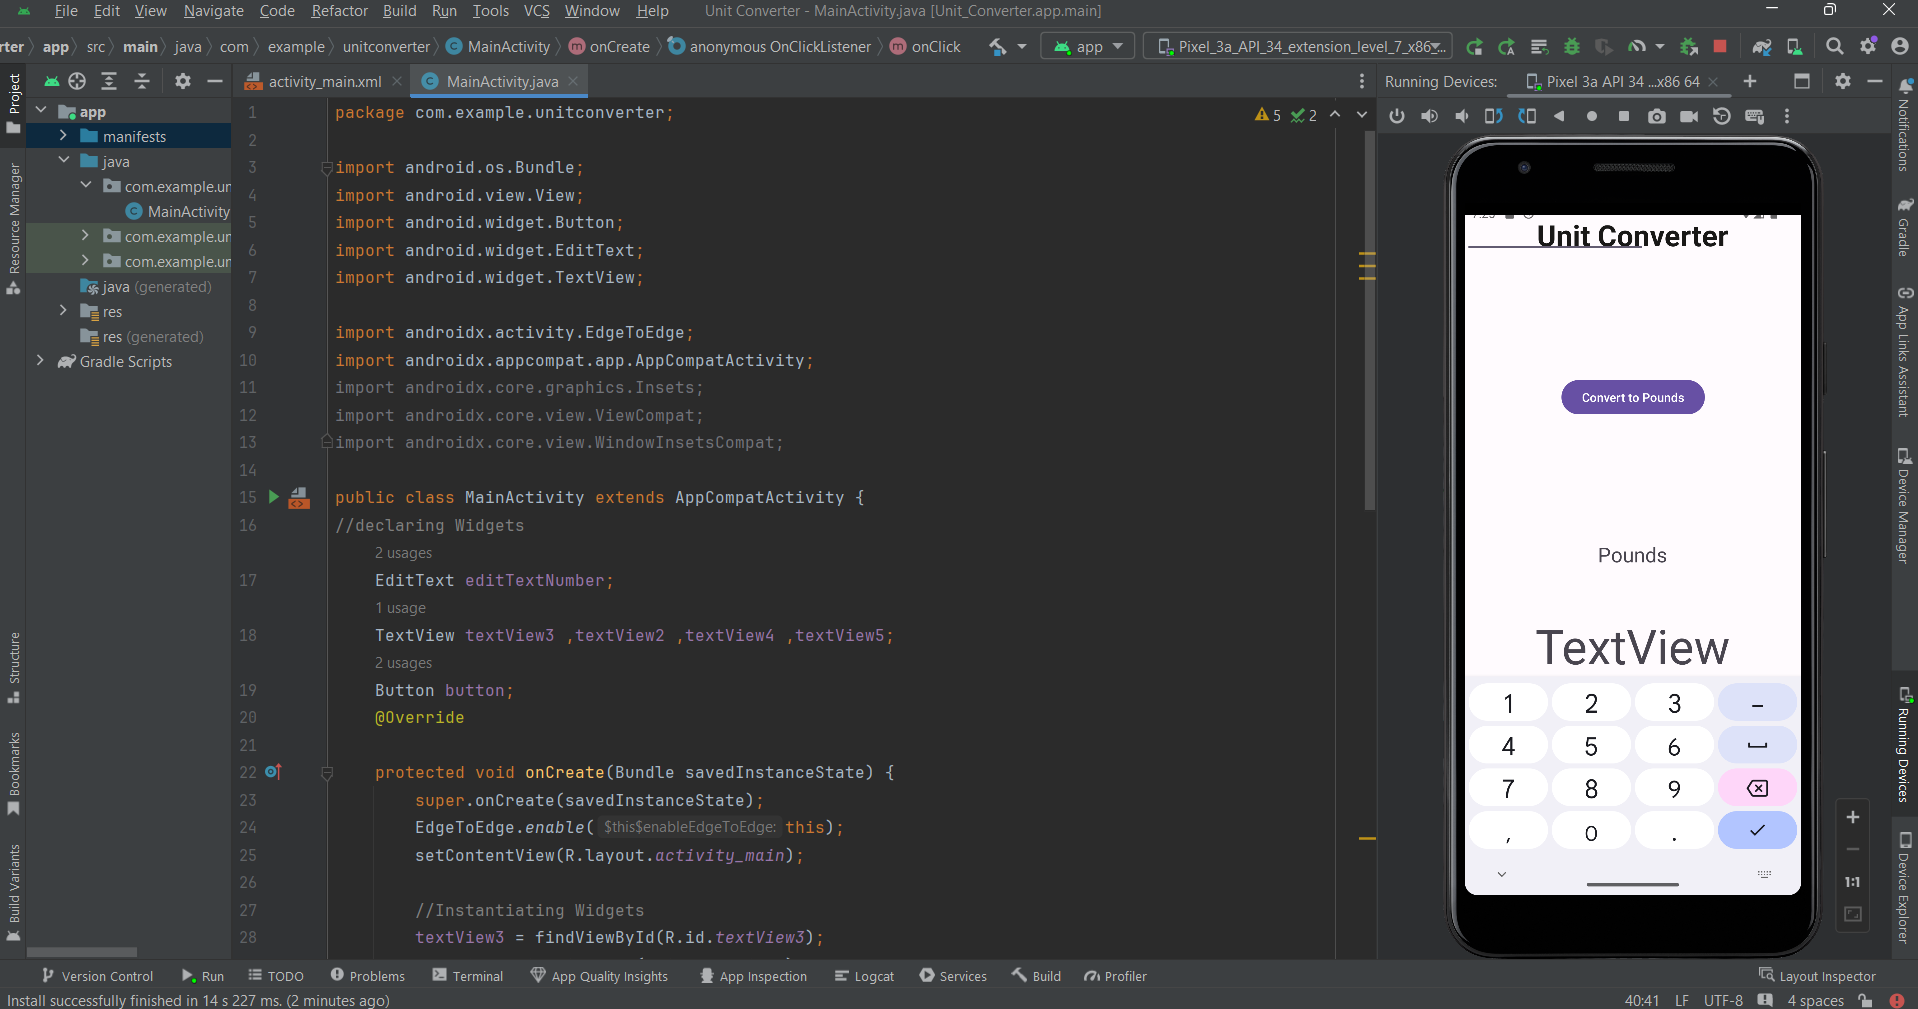 File Edit View Navigate Code Refactor Build Run Tools VCS Window Help Unit Converter - MainActivity.java [Unit_Converter.app.main]
rter app src main java com example unitconverter MainActivity onCreate anonymous OnClickListener onClick app Pixel_3a_API_34_extension_level_7_x86_...
activity_main.xml MainActivity.java Running Devices: Pixel 3a API 34 ...x86 64
Project
Resource Manager
Structure
Bookmarks
Build Variants
app
manifests
java
com.example.un
MainActivity
com.example.un
com.example.un
java (generated)
res
res (generated)
Gradle Scripts
5 2
1 package com.example.unitconverter;
2
3 import android.os.Bundle;
4 import android.view.View;
5 import android.widget.Button;
6 import android.widget.EditText;
7 import android.widget.TextView;
8
9 import androidx.activity.EdgeToEdge;
10 import androidx.appcompat.app.AppCompatActivity;
11 import androidx.core.graphics.Insets;
12 import androidx.core.view.ViewCompat;
13 import androidx.core.view.WindowInsetsCompat;
14
15 public class MainActivity extends AppCompatActivity {
16 //declaring Widgets
2 usages
17 EditText editTextNumber;
1 usage
18 TextView textView3 ,textView2 ,textView4 ,textView5;
2 usages
19 Button button;
20 @Override
21
22 protected void onCreate(Bundle savedInstanceState) {
23 super.onCreate(savedInstanceState);
24 EdgeToEdge.enable( $this$enableEdgeToEdge: this);
25 setContentView(R.layout.activity_main);
26
27 //Instantiating Widgets
28 textView3 = findViewById(R.id.textView3);
Unit Converter
Convert to Pounds
Pounds
TextView
1 2 3 –
4 5 6
7 8 9
, 0 .
1:1
Notifications
Gradle
App Links Assistant
Device Manager
Running Devices
Device Explorer
Version Control Run TODO Problems Terminal App Quality Insights App Inspection Logcat Services Build Profiler Layout Inspector
Install successfully finished in 14 s 227 ms. (2 minutes ago) 40:41 LF UTF-8 4 spaces